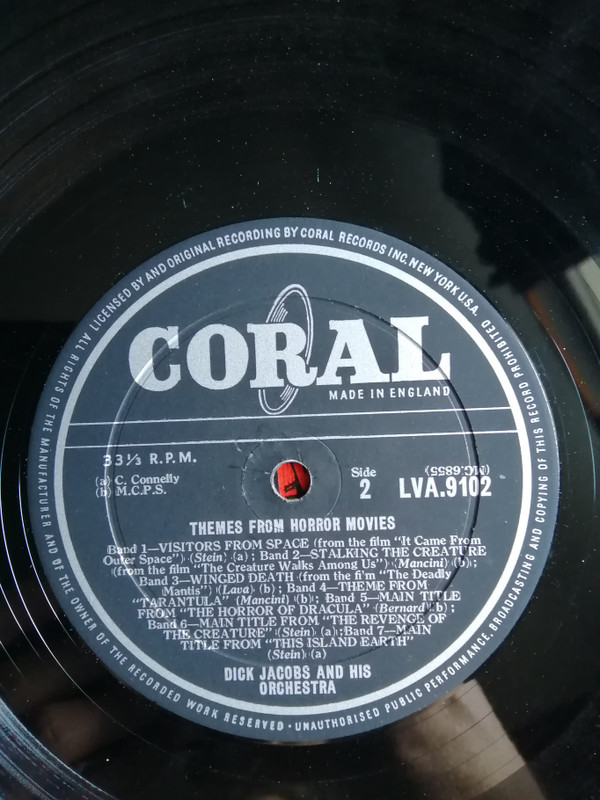 ALL RIGHTS OF THE MANUFACTURER AND OF THE OWNER OF THE RECORDED WORK RESERVED · UNAUTHORISED PUBLIC PERFORMANCE, BROADCASTING AND COPYING OF THIS RECORD PROHIBITED
LICENSED BY AND ORIGINAL RECORDING BY CORAL RECORDS INC. NEW YORK U.S.A.
CORAL
MADE IN ENGLAND
33⅓ R.P.M.
(a) C. Connelly
(b) M.C.P.S.
Side
2
(MG.6855)
LVA.9102
THEMES FROM HORROR MOVIES
Band 1—VISITORS FROM SPACE (from the film "It Came From
Outer Space") (Stein) (a); Band 2—STALKING THE CREATURE
(from the film "The Creature Walks Among Us") (Mancini) (b);
Band 3—WINGED DEATH (from the fi'm "The Deadly
Mantis") (Lava) (b); Band 4—THEME FROM
"TARANTULA" (Mancini) (b); Band 5—MAIN TITLE
FROM "THE HORROR OF DRACULA" (Bernard) (b);
Band 6—MAIN TITLE FROM "THE REVENGE OF
THE CREATURE" (Stein) (a); Band 7—MAIN
TITLE FROM "THIS ISLAND EARTH"
(Stein) (a)
DICK JACOBS AND HIS
ORCHESTRA